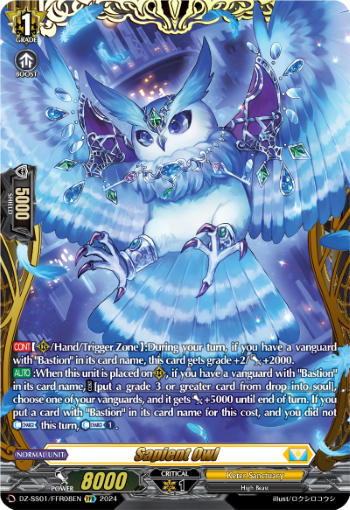 1
GRADE
BOOST
5000
SHIELD
CONT【R/Hand/Trigger Zone】:During your turn, if you have a vanguard
with "Bastion" in its card name, this card gets grade +2/ +2000.
AUTO:When this unit is placed on R, if you have a vanguard with "Bastion"
in its card name, COST [put a grade 3 or greater card from drop into soul],
choose one of your vanguards, and it gets +5000 until end of turn. If you
put a card with "Bastion" in its card name for this cost, and you did not
this turn, 1.
NORMAL UNIT
Sapient Owl
Keter Sanctuary
High Beast
POWER 8000
CRITICAL
1
D DZ-SS01/FFR08EN FFR 2024
illust/ロクシロコウシ